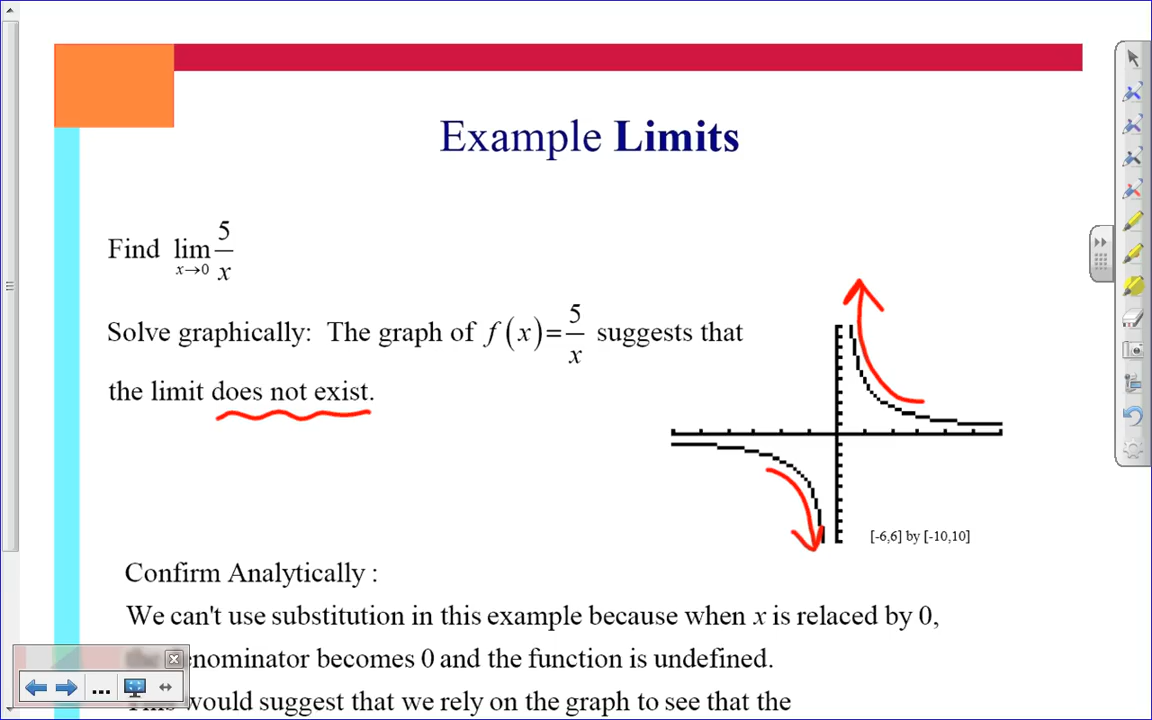 Example Limits
Find lim x→0 5/x
Solve graphically: The graph of f(x)=5/x suggests that
the limit does not exist.
[-6,6] by [-10,10]
Confirm Analytically :
We can't use substitution in this example because when x is relaced by 0,
enominator becomes 0 and the function is undefined.
would suggest that we rely on the graph to see that the